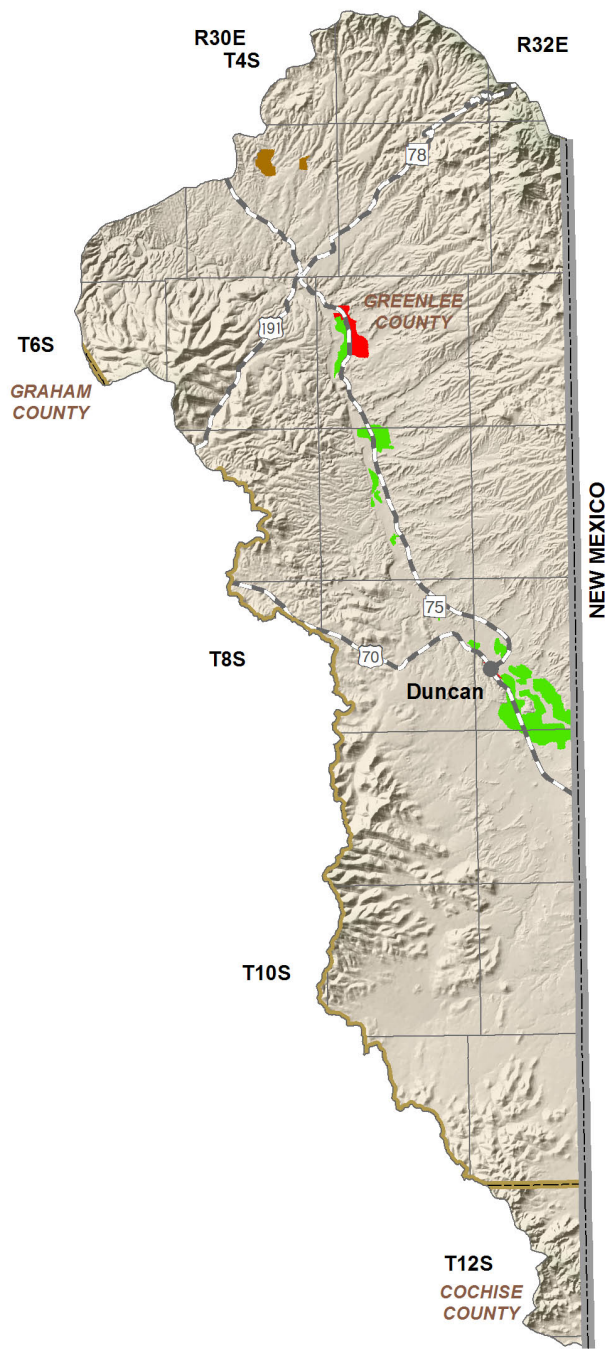 R30E
T4S
R32E
78
GREENLEE
COUNTY
191
T6S
GRAHAM
COUNTY
NEW MEXICO
75
70
T8S
Duncan
T10S
T12S
COCHISE
COUNTY